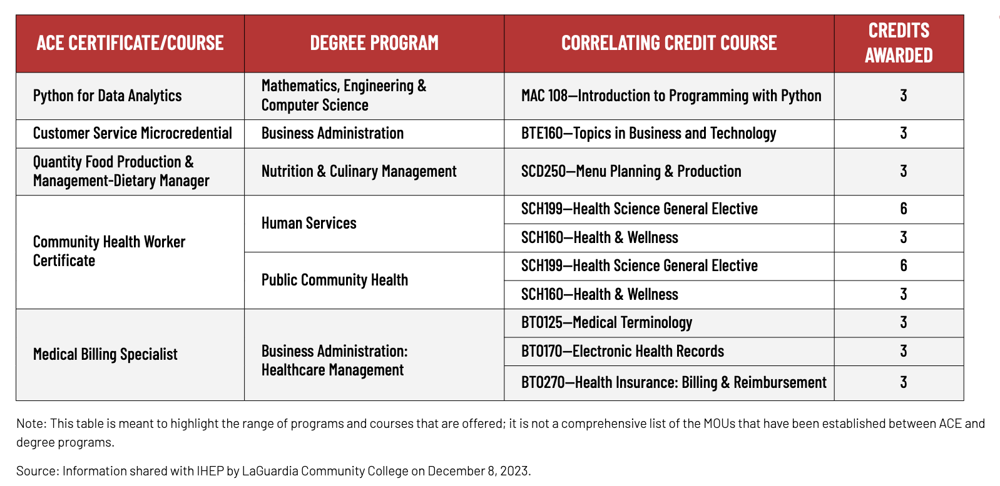 ACE CERTIFICATE/COURSE
DEGREE PROGRAM
CORRELATING CREDIT COURSE
CREDITS
AWARDED
Python for Data Analytics
Mathematics, Engineering &
Computer Science
MAC 108—Introduction to Programming with Python
3
Customer Service Microcredential
Business Administration
BTE160—Topics in Business and Technology
3
Quantity Food Production &
Management-Dietary Manager
Nutrition & Culinary Management
SCD250—Menu Planning & Production
3
Community Health Worker
Certificate
Human Services
SCH199—Health Science General Elective
6
SCH160—Health & Wellness
3
Public Community Health
SCH199—Health Science General Elective
6
SCH160—Health & Wellness
3
Medical Billing Specialist
Business Administration:
Healthcare Management
BTO125—Medical Terminology
3
BTO170—Electronic Health Records
3
BTO270—Health Insurance: Billing & Reimbursement
3
Note: This table is meant to highlight the range of programs and courses that are offered; it is not a comprehensive list of the MOUs that have been established between ACE and
degree programs.
Source: Information shared with IHEP by LaGuardia Community College on December 8, 2023.